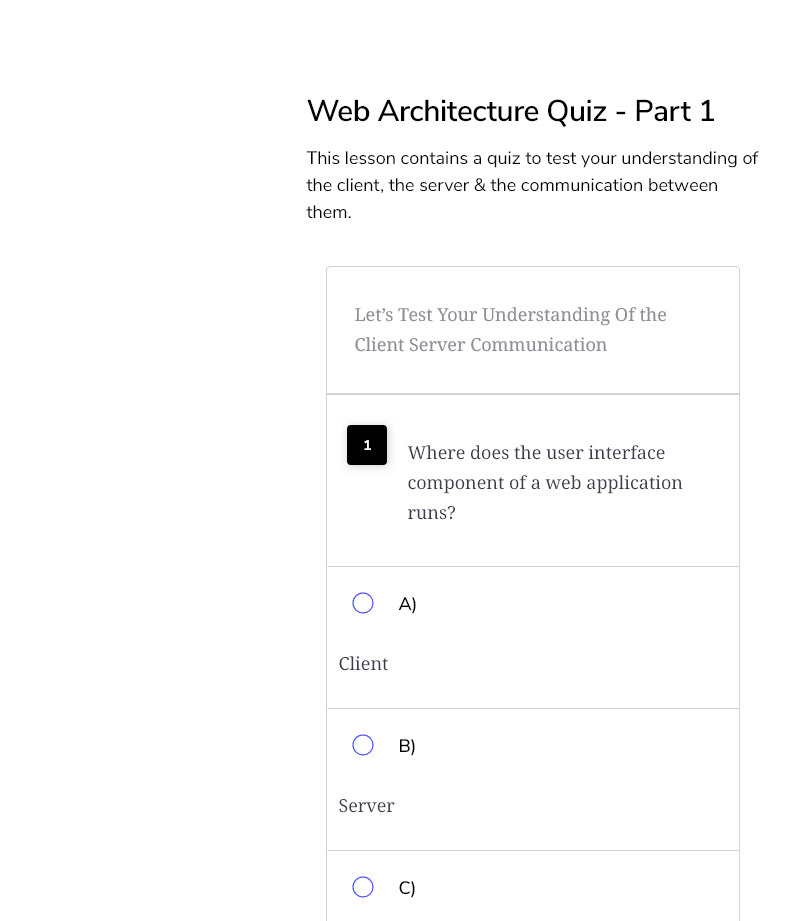 Web Architecture Quiz - Part 1
This lesson contains a quiz to test your understanding of
the client, the server & the communication between
them.
Let’s Test Your Understanding Of the
Client Server Communication
1
Where does the user interface
component of a web application
runs?
A)
Client
B)
Server
C)